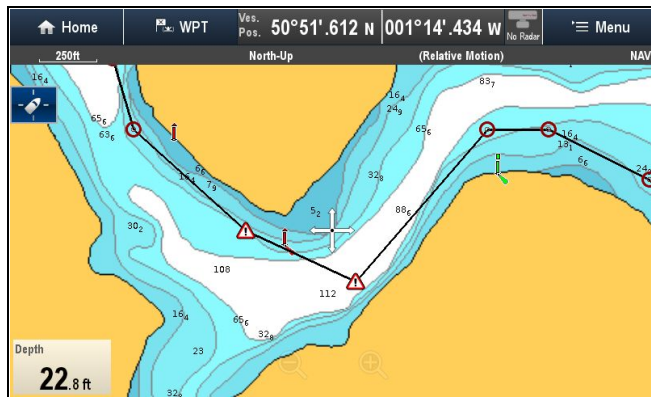 Home WPT Ves. Pos. 50°51'.612 N 001°14'.434 W No Radar Menu
250ft North-Up (Relative Motion) NAV
16₄ 83₇
16₄
24₉
65₆ 65₆ 16₄
63₆ 13₁
6₆ 6₆
16₄ 7₉ 32₈ 24
5₂ 88₆
30₂
108
112
16₄ 65₆
32₈
23
Depth
22.8 ft
32₈